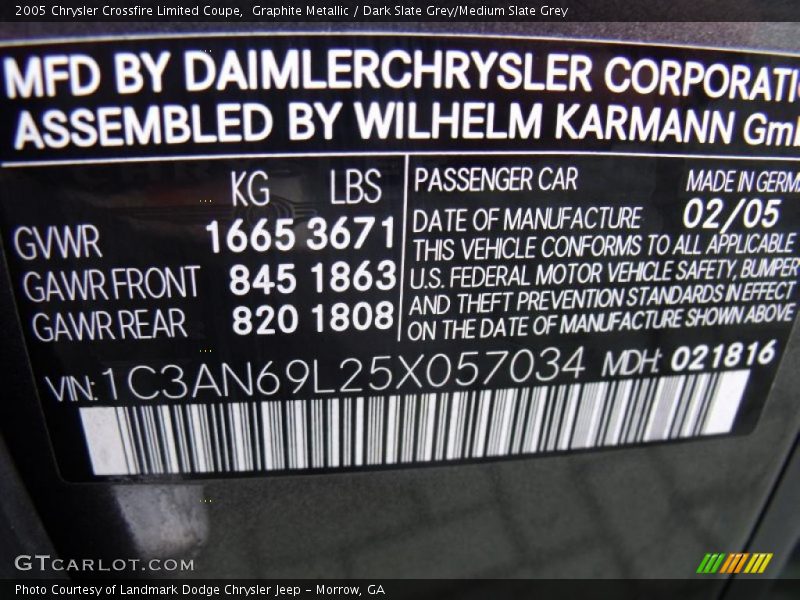 2005 Chrysler Crossfire Limited Coupe,  Graphite Metallic / Dark Slate Grey/Medium Slate Grey
MFD BY DAIMLERCHRYSLER CORPORATI
ASSEMBLED BY WILHELM KARMANN Gm
KG LBS
GVWR 1665 3671
GAWR FRONT 845 1863
GAWR REAR 820 1808
PASSENGER CAR MADE IN GERM
DATE OF MANUFACTURE 02/05
THIS VEHICLE CONFORMS TO ALL APPLICABLE
U.S. FEDERAL MOTOR VEHICLE SAFETY, BUMPER
AND THEFT PREVENTION STANDARDS IN EFFECT
ON THE DATE OF MANUFACTURE SHOWN ABOVE
VIN: 1C3AN69L25X057034 MDH: 021816
GTCARLOT.COM
Photo Courtesy of Landmark Dodge Chrysler Jeep - Morrow, GA